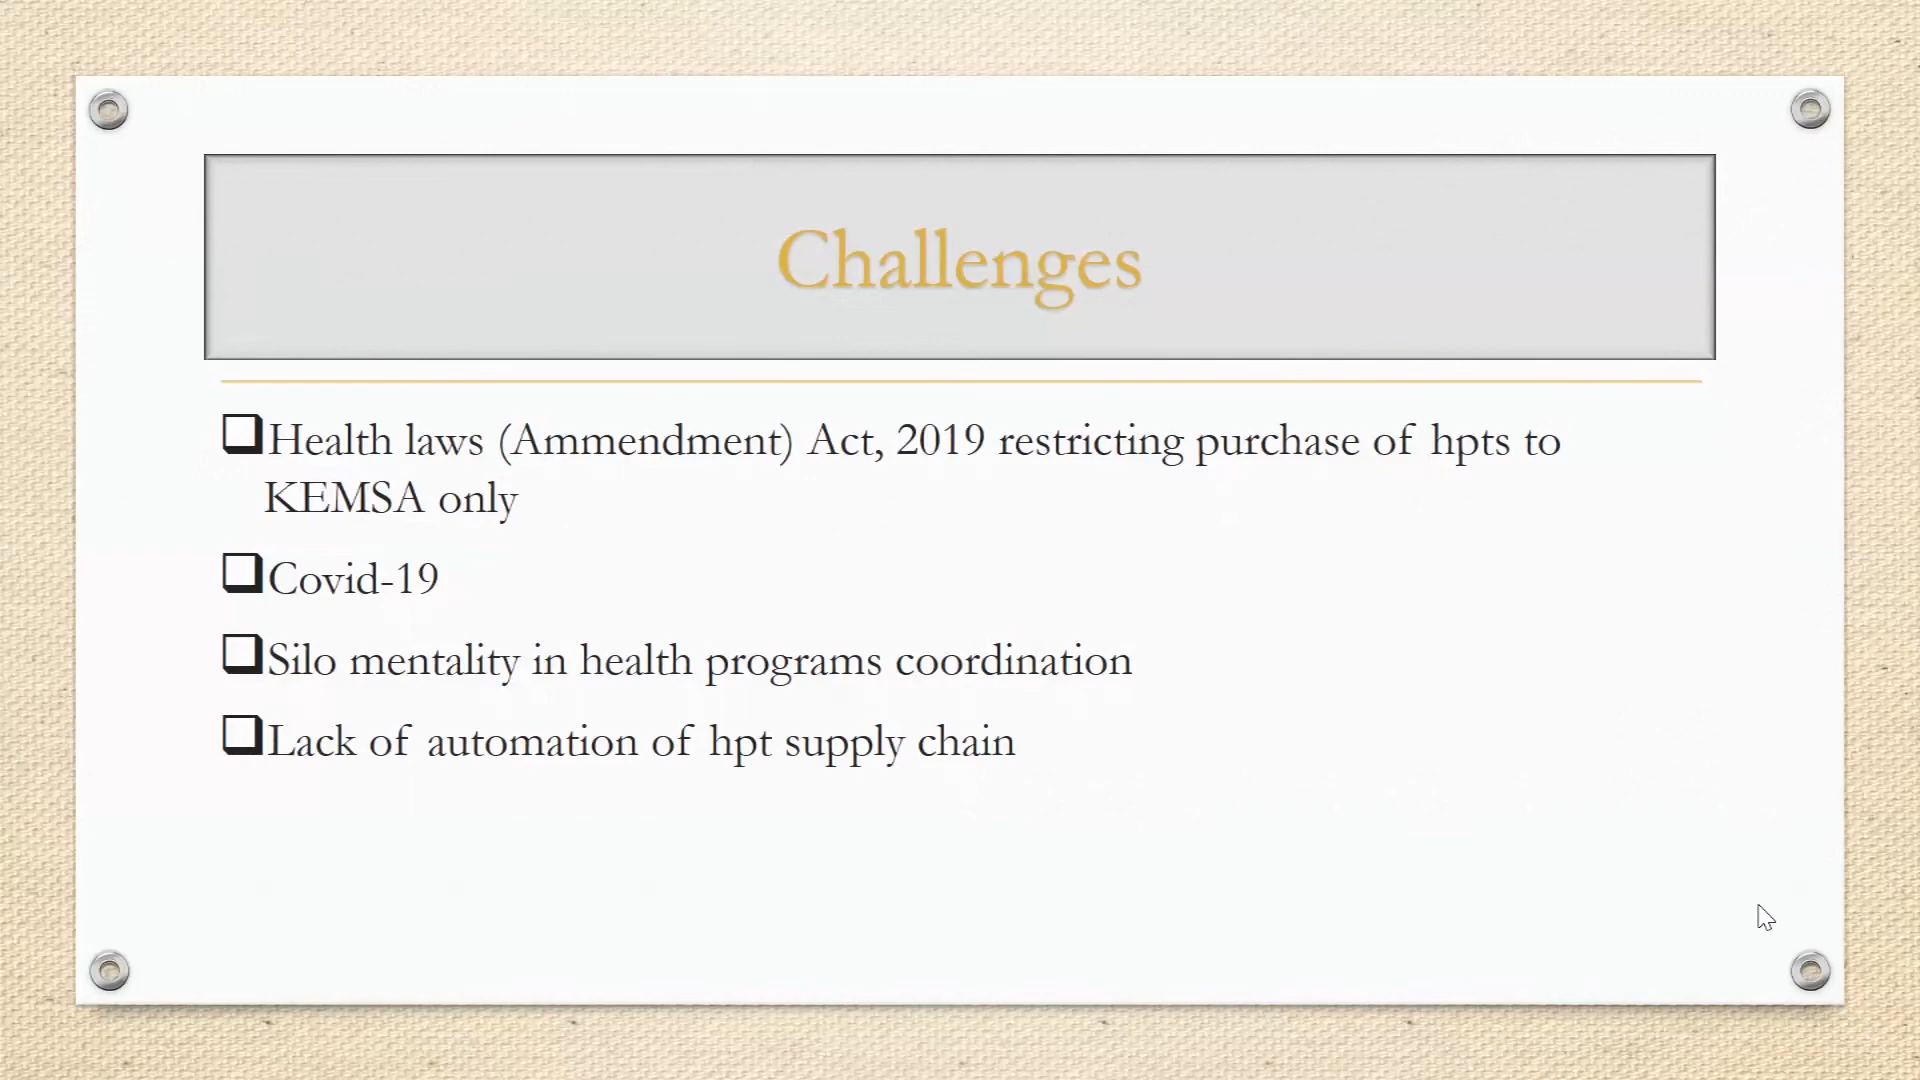 Challenges
Health laws (Ammendment) Act, 2019 restricting purchase of hpts to
KEMSA only
Covid-19
Silo mentality in health programs coordination
Lack of automation of hpt supply chain